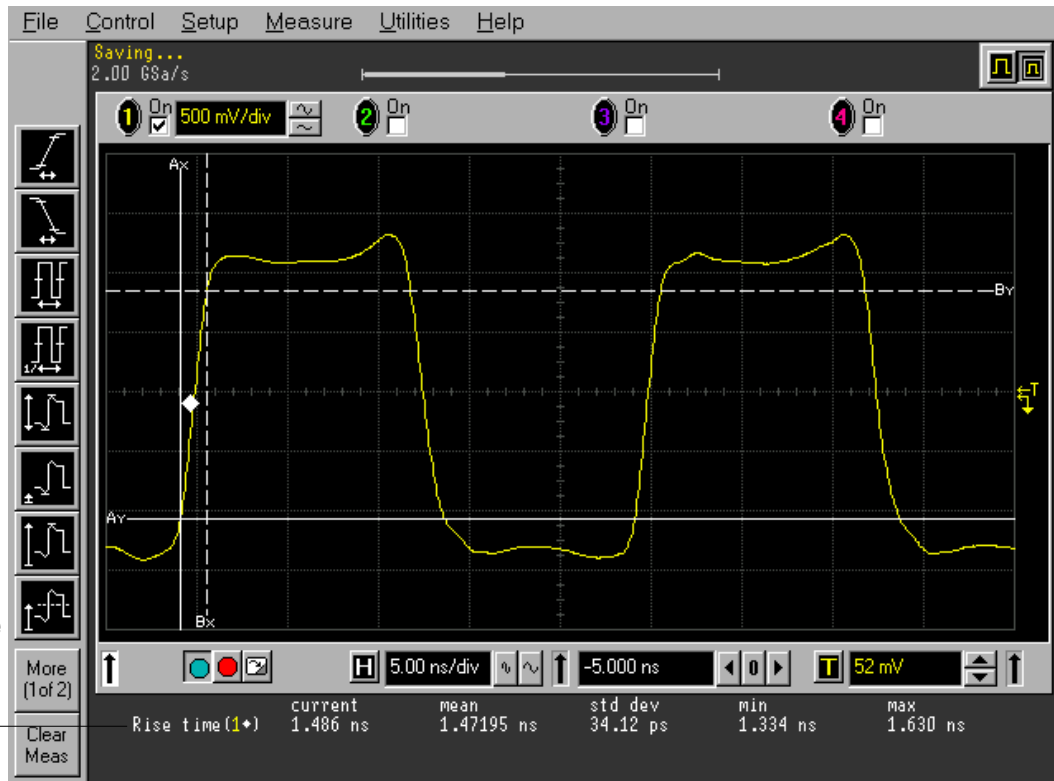 File Control Setup Measure Utilities Help
Saving...
2.00 GSa/s
1 On 500 mV/div 2 On 3 On 4 On
Ax
By
T
1/
Ay
Bx
More
(1of 2)
H 5.00 ns/div -5.000 ns 0 T 52 mV
current mean std dev min max
Rise time(1◆) 1.486 ns 1.47195 ns 34.12 ps 1.334 ns 1.630 ns
Clear
Meas